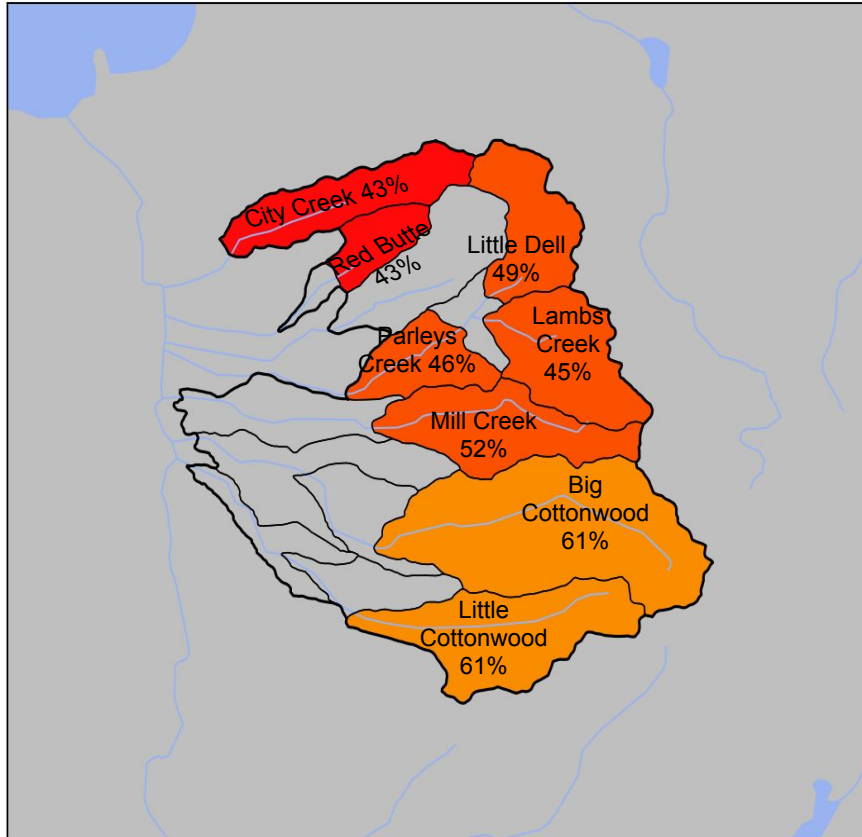 City Creek 43%
Red Butte
43%
Little Dell
49%
Lambs
Creek
45%
Parleys
Creek 46%
Mill Creek
52%
Big
Cottonwood
61%
Little
Cottonwood
61%